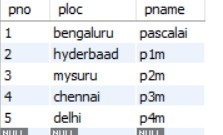 pno ploc pname
1 bengaluru pascalai
2 hyderbaad p1m
3 mysuru p2m
4 chennai p3m
5 delhi p4m
NULL NULL NULL